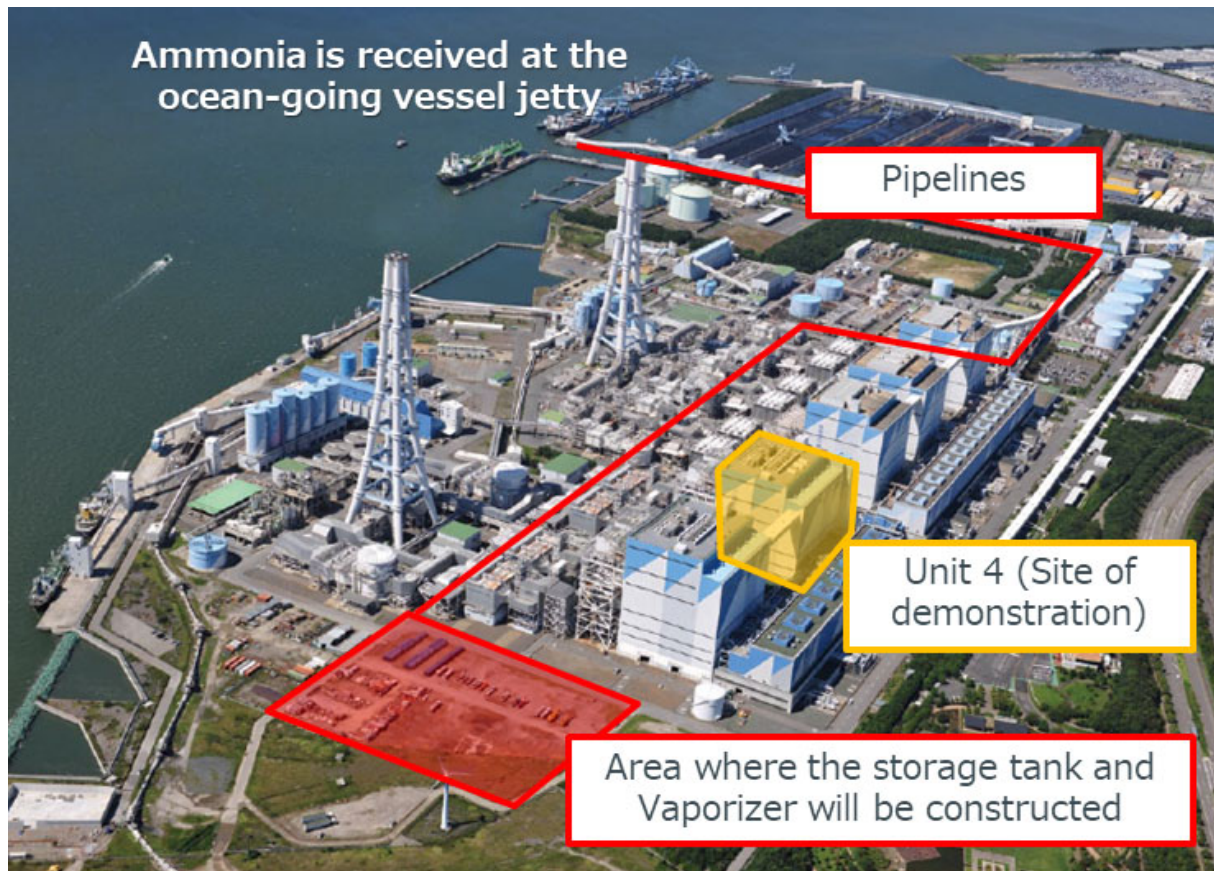 Ammonia is received at the
ocean-going vessel jetty
Pipelines
Unit 4 (Site of
demonstration)
Area where the storage tank and
Vaporizer will be constructed